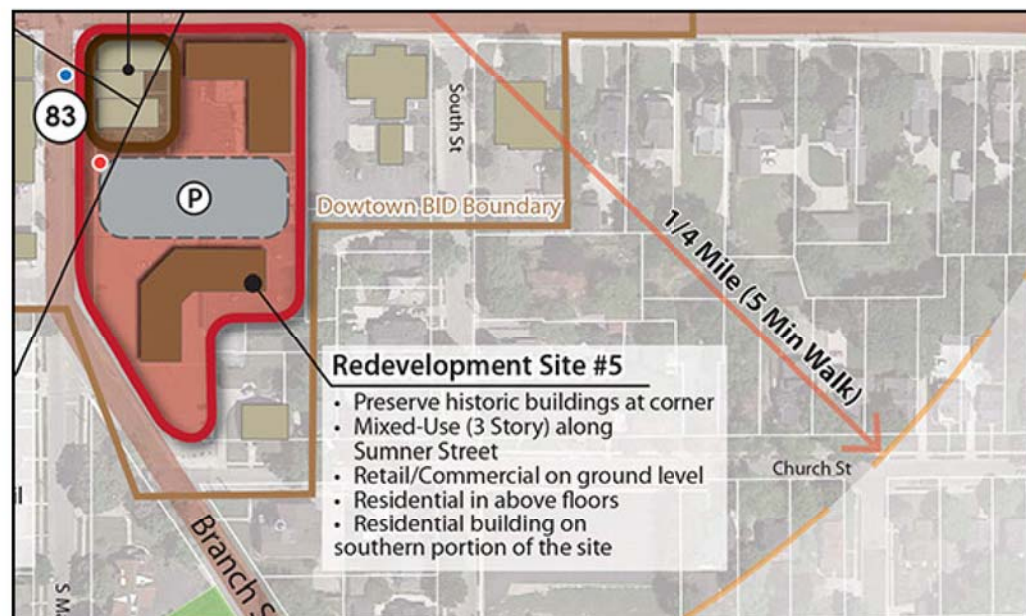 83
P
South St
Dowtown BID Boundary
1/4 Mile (5 Min Walk)
Redevelopment Site #5
• Preserve historic buildings at corner
• Mixed-Use (3 Story) along
Sumner Street
• Retail/Commercial on ground level
• Residential in above floors
• Residential building on
southern portion of the site
Church St
il
Branch S
S Ma